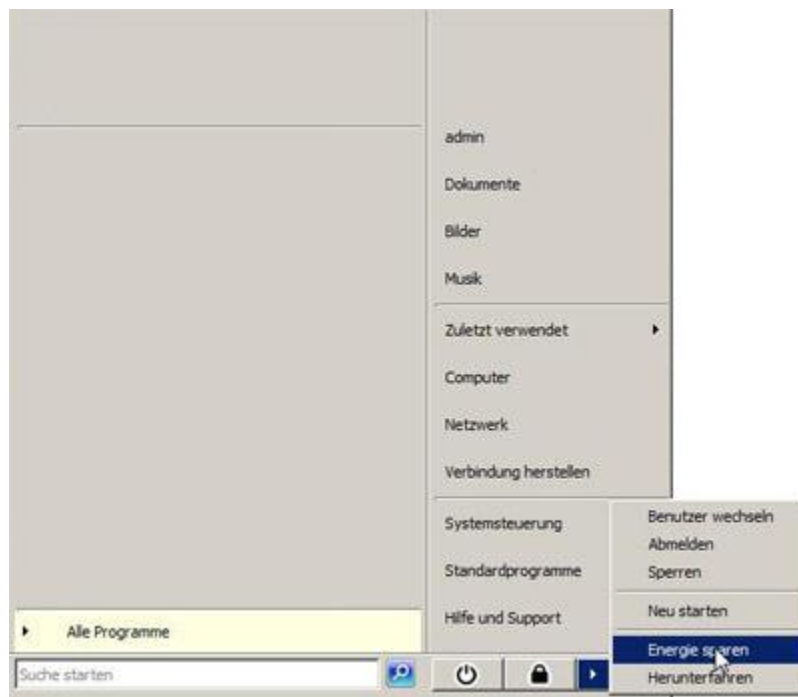 admin
Dokumente
Bilder
Musik
Zuletzt verwendet
Computer
Netzwerk
Verbindung herstellen
Systemsteuerung
Standardprogramme
Hilfe und Support
Alle Programme
Suche starten
Benutzer wechseln
Abmelden
Sperren
Neu starten
Energie sparen
Herunterfahren